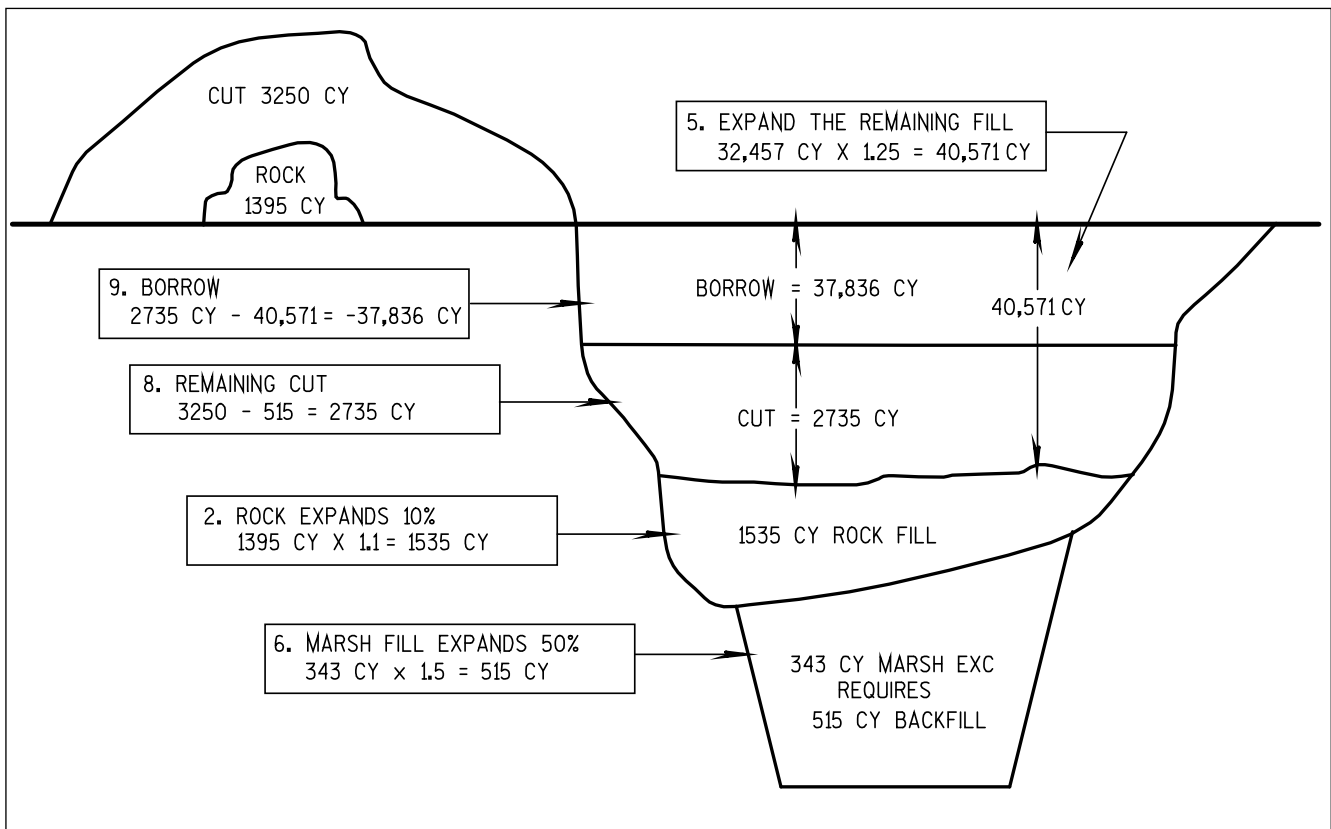 CUT 3250 CY
ROCK
1395 CY
5. EXPAND THE REMAINING FILL
32,457 CY X 1.25 = 40,571 CY
9. BORROW
2735 CY - 40,571 = -37,836 CY
BORROW = 37,836 CY
40,571 CY
8. REMAINING CUT
3250 - 515 = 2735 CY
CUT = 2735 CY
2. ROCK EXPANDS 10%
1395 CY X 1.1 = 1535 CY
1535 CY ROCK FILL
6. MARSH FILL EXPANDS 50%
343 CY x 1.5 = 515 CY
343 CY MARSH EXC
REQUIRES
515 CY BACKFILL